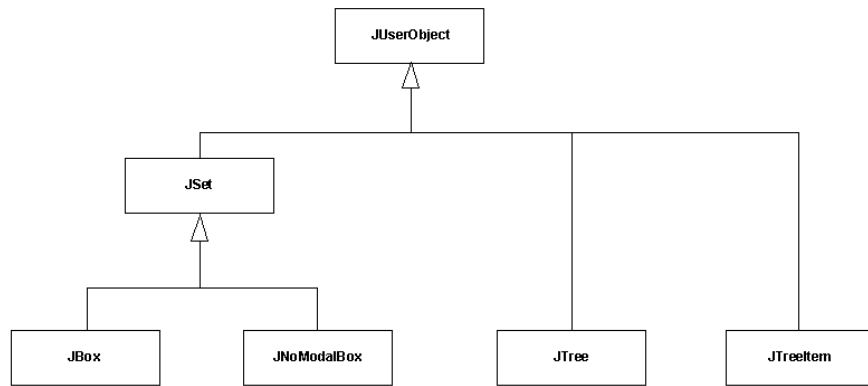 JUserObject
JSet
JBox
JNoModalBox
JTree
JTreeItem